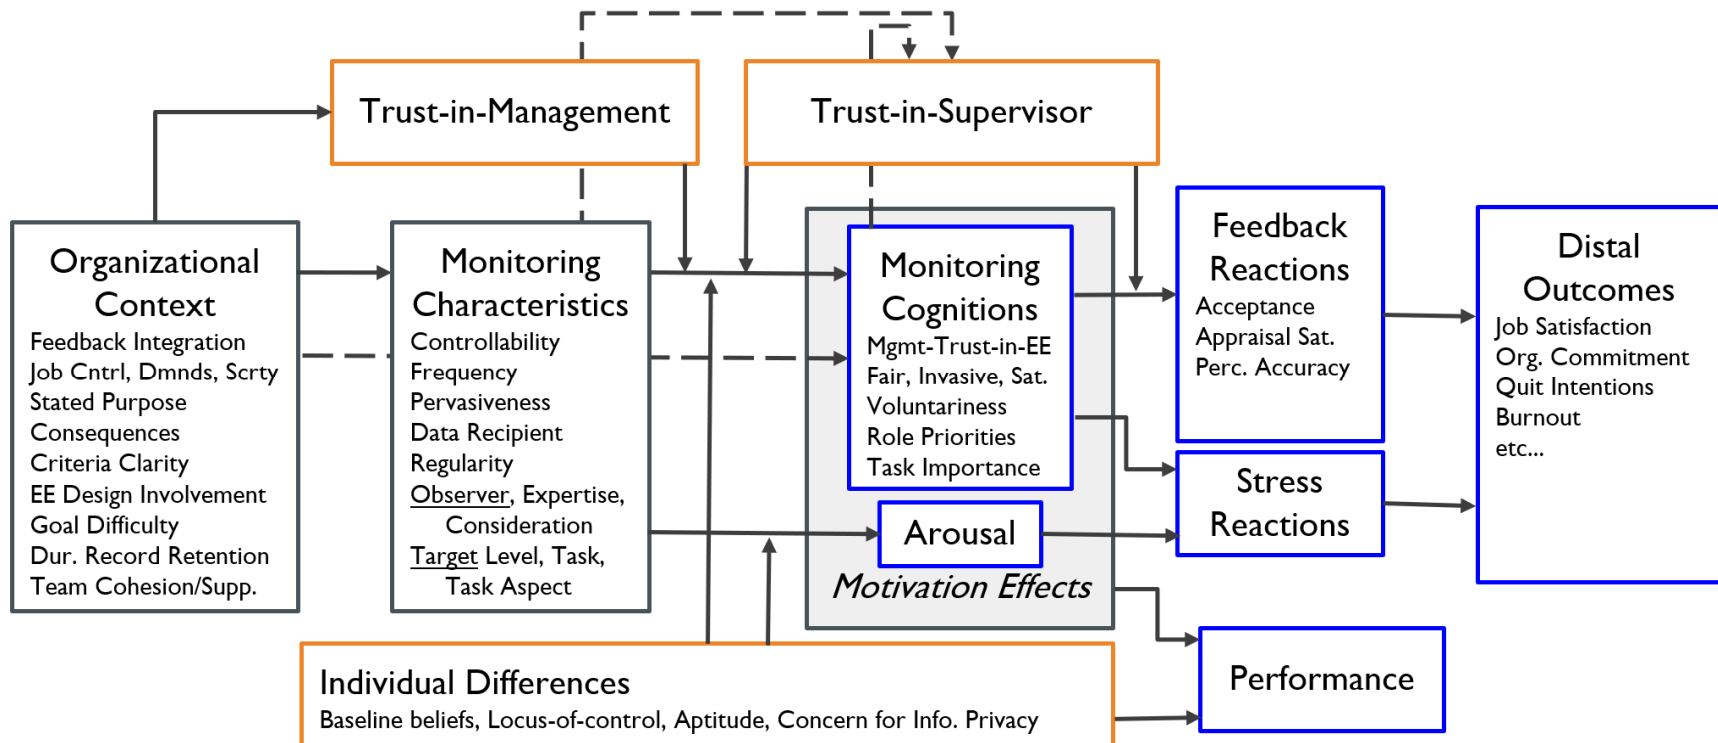 Trust-in-Management
Trust-in-Supervisor
Organizational
Context
Feedback Integration
Job Cntrl, Dmnds, Scrty
Stated Purpose
Consequences
Criteria Clarity
EE Design Involvement
Goal Difficulty
Dur. Record Retention
Team Cohesion/Supp.
Monitoring
Characteristics
Controllability
Frequency
Pervasiveness
Data Recipient
Regularity
Observer, Expertise,
Consideration
Target Level, Task,
Task Aspect
Monitoring
Cognitions
Mgmt-Trust-in-EE
Fair, Invasive, Sat.
Voluntariness
Role Priorities
Task Importance
Arousal
Motivation Effects
Feedback
Reactions
Acceptance
Appraisal Sat.
Perc. Accuracy
Stress
Reactions
Distal
Outcomes
Job Satisfaction
Org. Commitment
Quit Intentions
Burnout
etc...
Performance
Individual Differences
Baseline beliefs, Locus-of-control, Aptitude, Concern for Info. Privacy